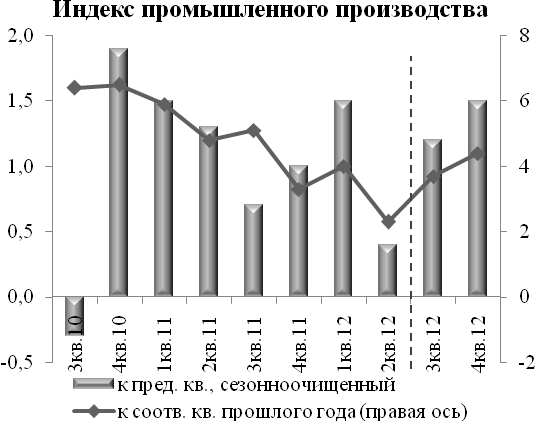 Индекс промышленного производства
2,0
1,5
1,0
0,5
0,0
-0,5
8
6
4
2
0
-2
3кв.10
4кв.10
1кв.11
2кв.11
3кв.11
4кв.11
1кв.12
2кв.12
3кв.12
4кв.12
к пред. кв., сезонноочищенный
к соотв. кв. прошлого года (правая ось)